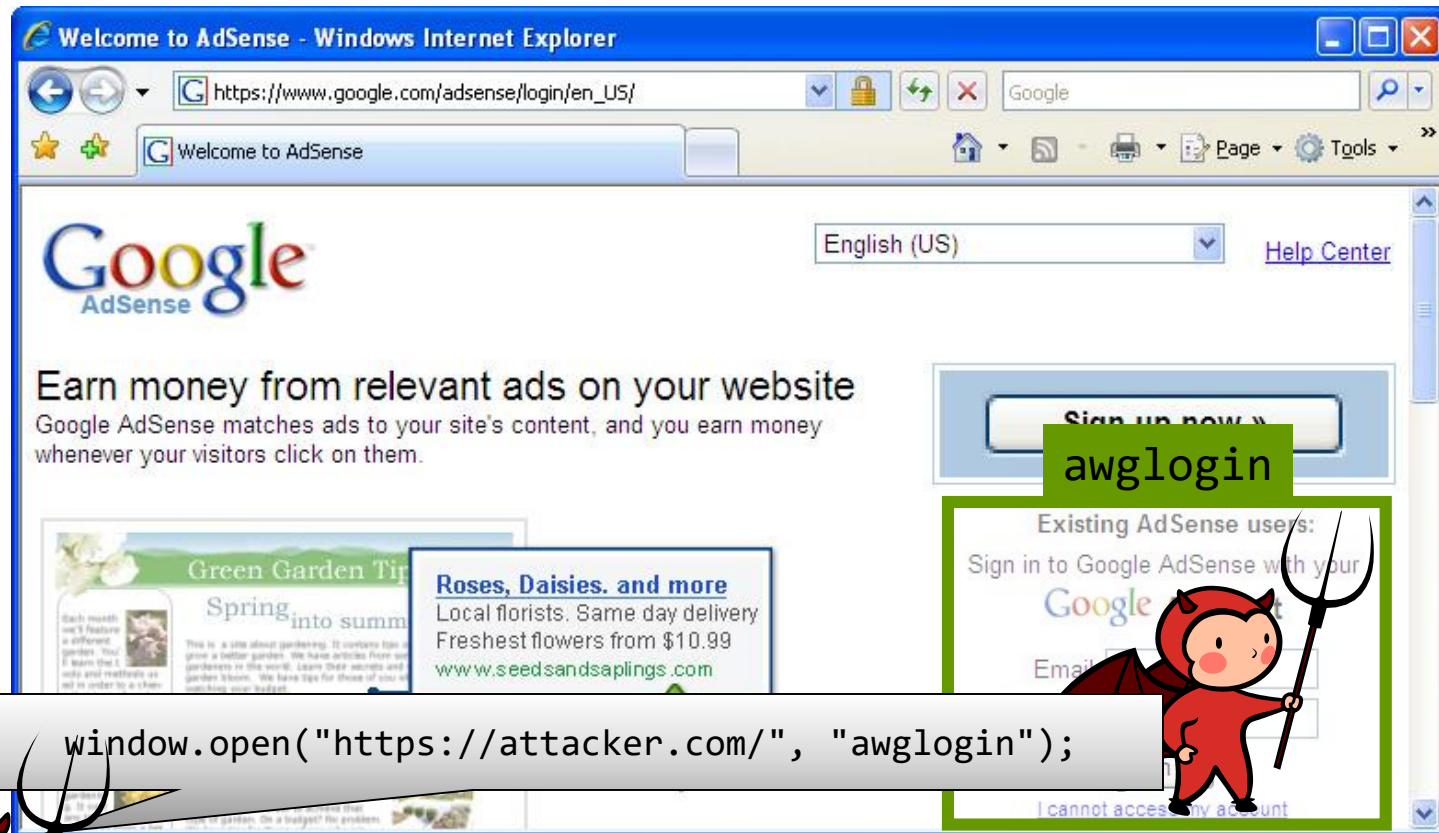 Welcome to AdSense - Windows Internet Explorer
https://www.google.com/adsense/login/en_US/
Google
Welcome to AdSense
Page
Tools
Google
AdSense
English (US)
Help Center
Earn money from relevant ads on your website
Google AdSense matches ads to your site's content, and you earn money
whenever your visitors click on them.
Sign up now »
awglogin
Existing AdSense users:
Sign in to Google AdSense with your
Google
Email
Green Garden Tip
Spring into summ
Roses, Daisies. and more
Local florists. Same day delivery
Freshest flowers from $10.99
www.seedsandsaplings.com
window.open("https://attacker.com/", "awglogin");
I cannot access my account